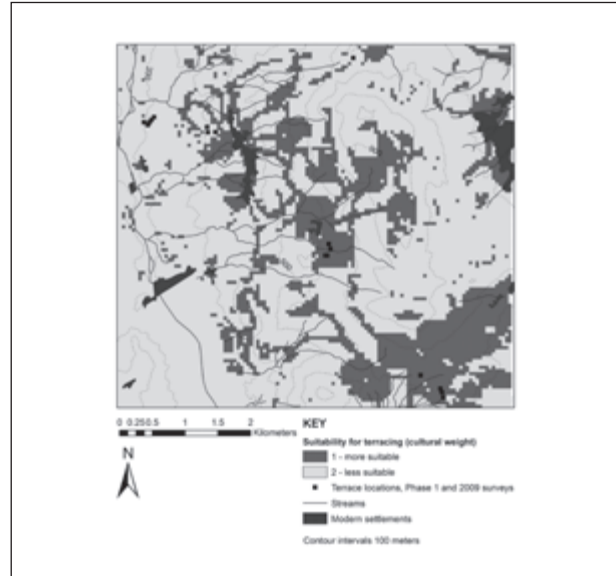 0 0.250.5 1 1.5 2
Kilometers
N
KEY
Suitability for terracing (cultural weight)
1 - more suitable
2 - less suitable
Terrace locations, Phase 1 and 2009 surveys
Streams
Modern settlements
Contour intervals 100 meters